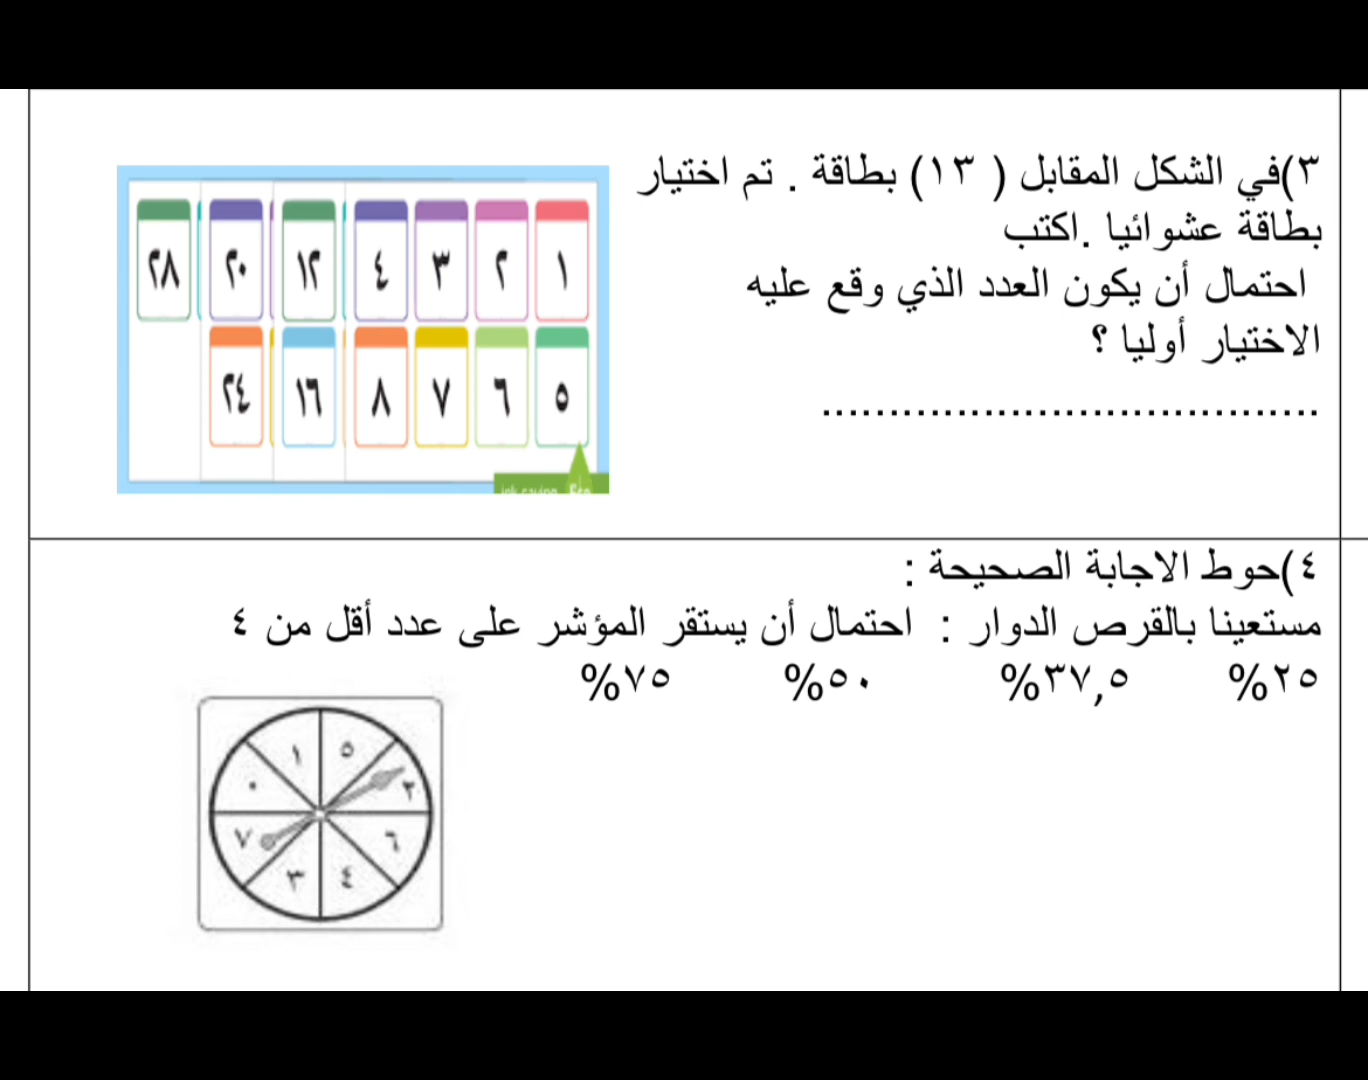 ٣)في الشكل المقابل ( ١٣) بطاقة . تم اختيار
بطاقة عشوائيا .اكتب
احتمال أن يكون العدد الذي وقع عليه
الاختيار أوليا ؟
.....................................
١ ٢ ٣ ٤ ١٢ ٢٠ ٢٨
٥ ٦ ٧ ٨ ١٦ ٢٤
ink saving Eco
٤)حوط الاجابة الصحيحة :
مستعينا بالقرص الدوار : احتمال أن يستقر المؤشر على عدد أقل من ٤
٢٥% ٣٧,٥% ٥٠% ٧٥%
١ ٥
٠ ٢
٧ ٦
٣ ٤